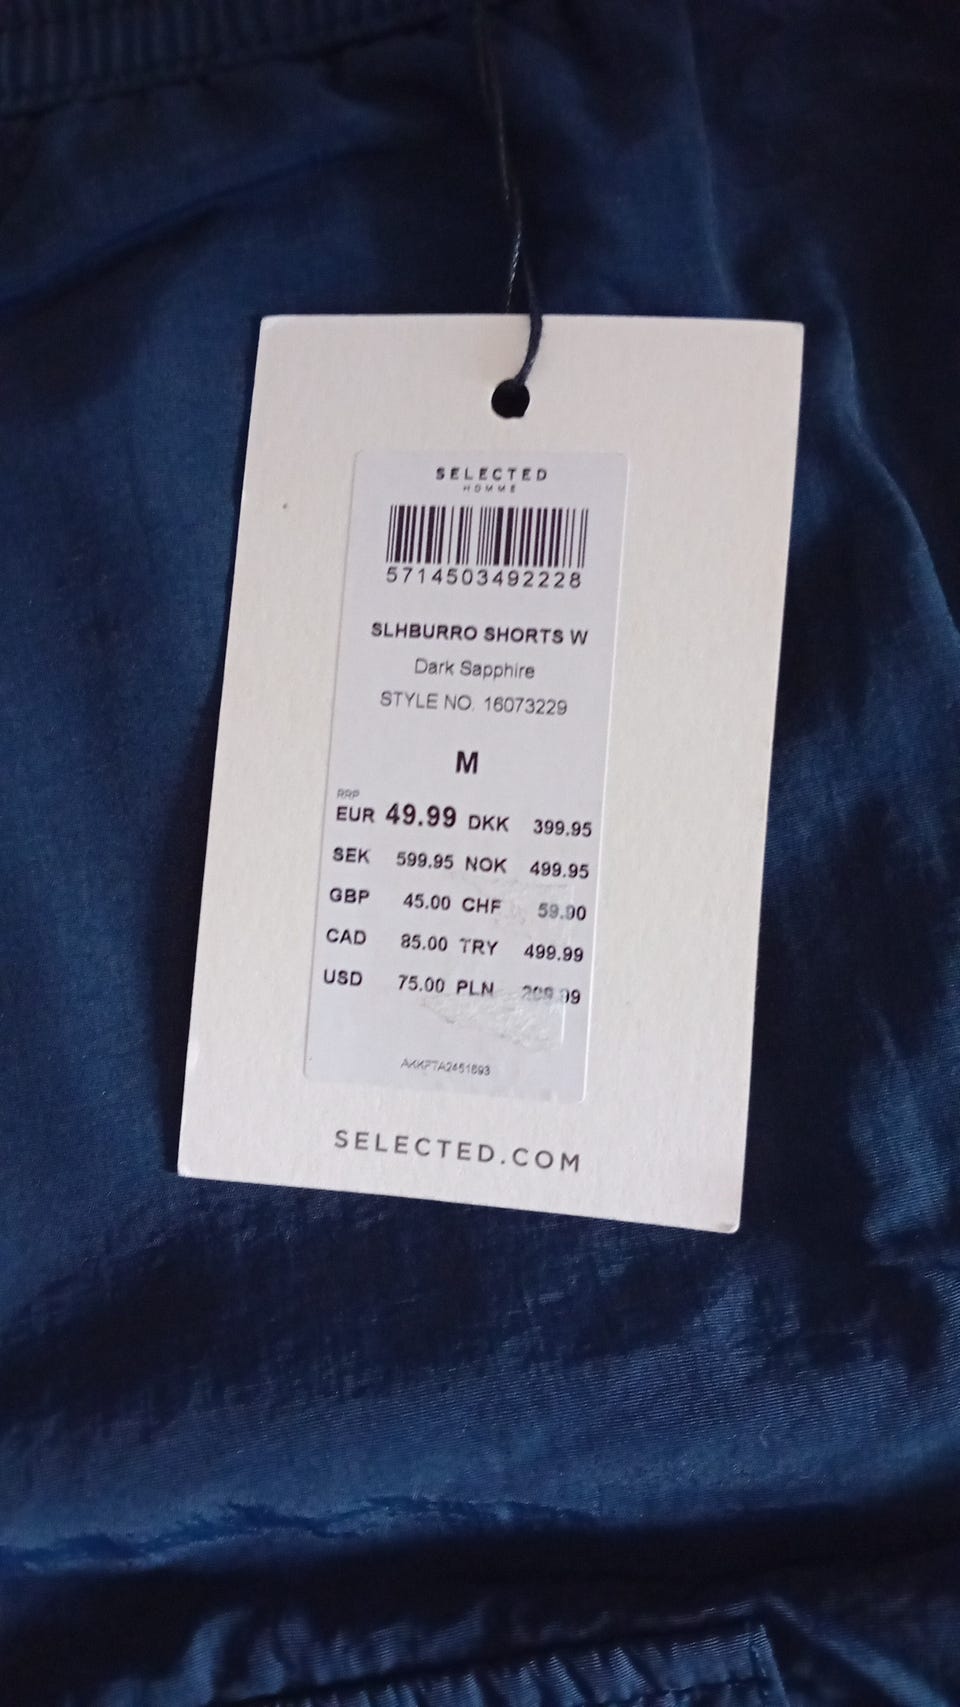 SELECTED
HOMME
5714503492228
SLHBURRO SHORTS W
Dark Sapphire
STYLE NO. 16073229
M
RRP
EUR 49.99 DKK 399.95
SEK 599.95 NOK 499.95
GBP 45.00 CHF 59.90
CAD 85.00 TRY 499.99
USD 75.00 PLN
SELECTED.COM